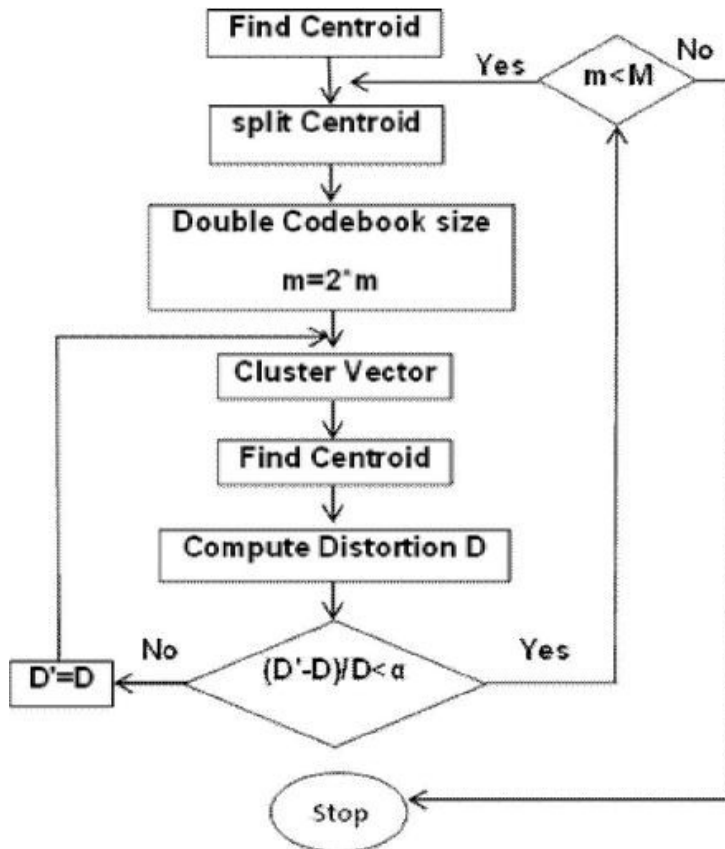 Find Centroid
No
Yes
m<M
split Centroid
Double Codebook size
m=2*m
Cluster Vector
Find Centroid
Compute Distortion D
No
(D'-D)/D<α
Yes
D'=D
Stop